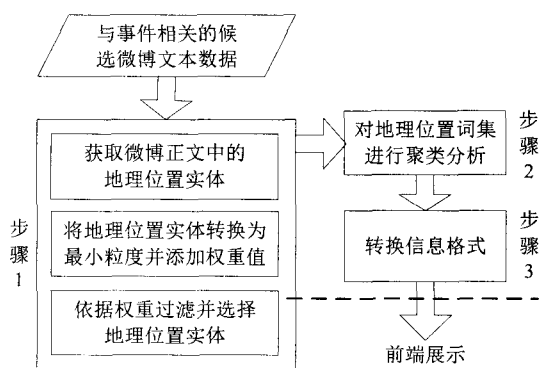 与事件相关的候
选微博文本数据
步骤1
获取微博正文中的
地理位置实体
将地理位置实体转换为
最小粒度并添加权重值
依据权重过滤并选择
地理位置实体
对地理位置词集
进行聚类分析
步骤2
转换信息格式
步骤3
前端展示